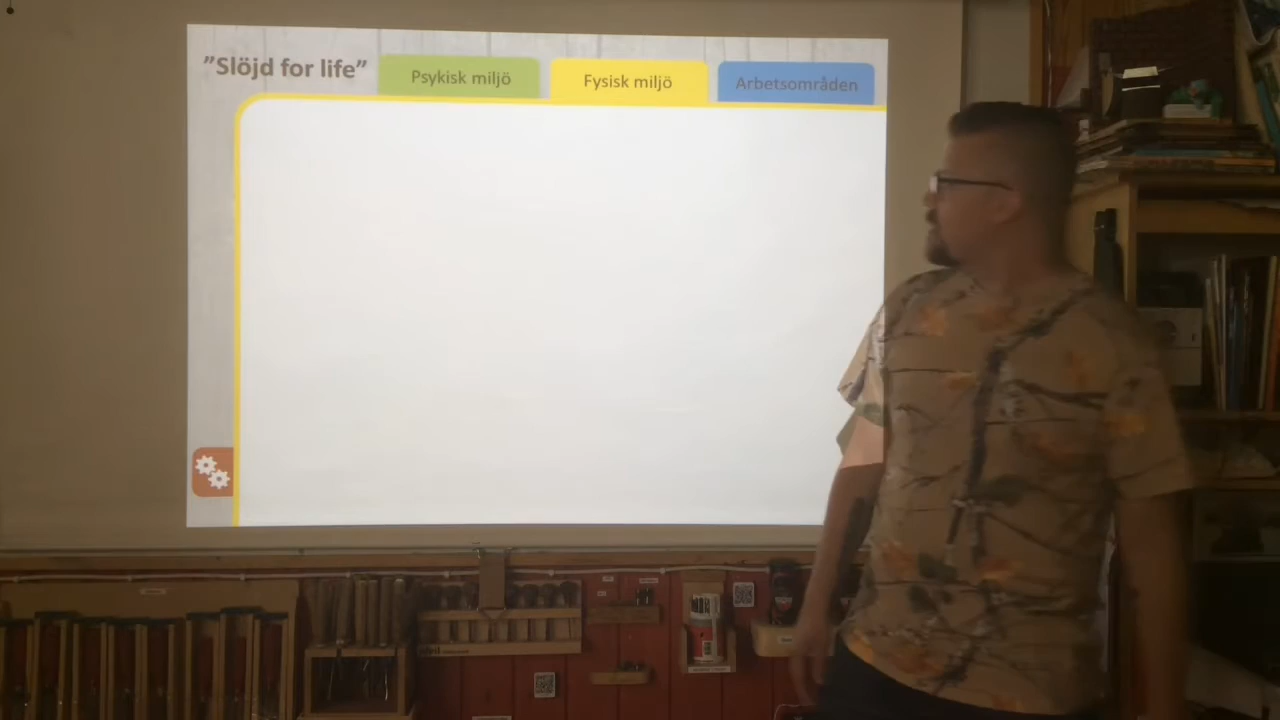 ”Slöjd for life”
Psykisk miljö
Fysisk miljö
Arbetsområden